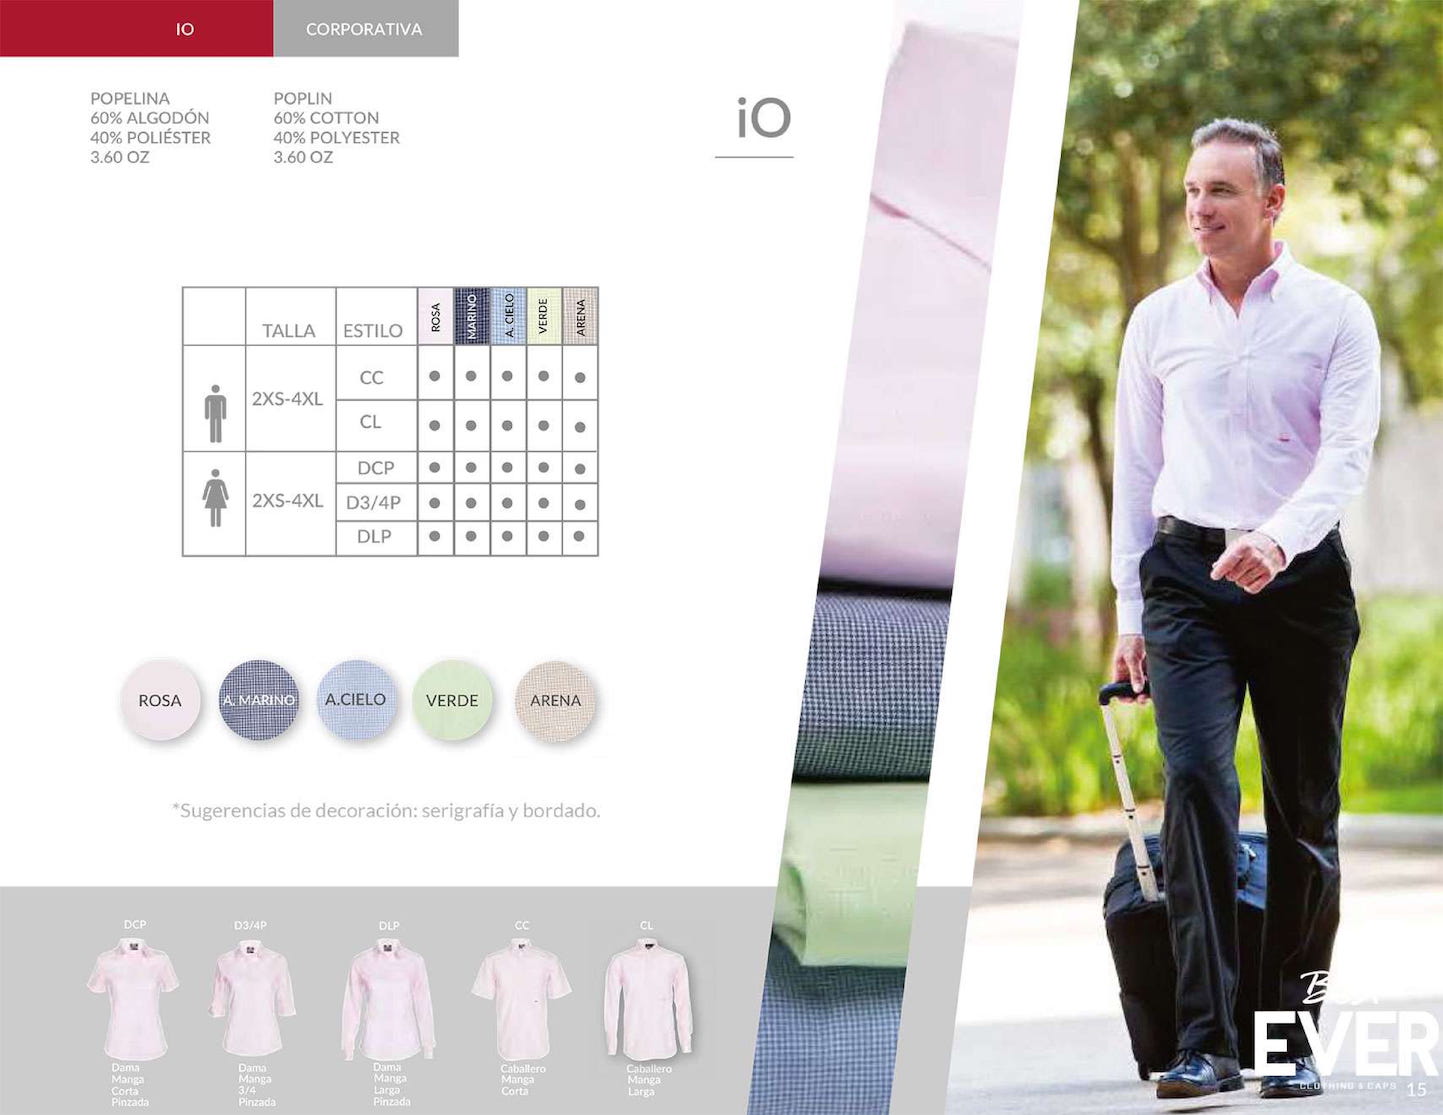 IO
CORPORATIVA
POPELINA
60% ALGODÓN
40% POLIÉSTER
3.60 OZ
POPLIN
60% COTTON
40% POLYESTER
3.60 OZ
iO
TALLA ESTILO ROSA MARINO A. CIELO VERDE ARENA
2XS-4XL
CC
CL
2XS-4XL
DCP
D3/4P
DLP
ROSA A. MARINO A.CIELO VERDE ARENA
*Sugerencias de decoración: serigrafía y bordado.
DCP
Dama
Manga
Corta
Pinzada
D3/4P
Dama
Manga
3/4
Pinzada
DLP
Dama
Manga
Larga
Pinzada
CC
Caballero
Manga
Corta
CL
Caballero
Manga
Larga
Best
EVER
CLOTHING & CAPS
15